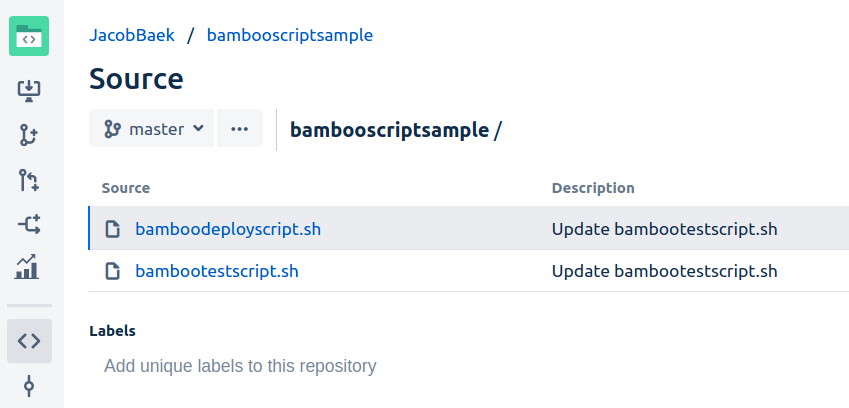 JacobBaek / bambooscriptsample
Source
master ... bambooscriptsample /
Source Description
bamboodeployscript.sh Update bambootestscript.sh
bambootestscript.sh Update bambootestscript.sh
Labels
Add unique labels to this repository